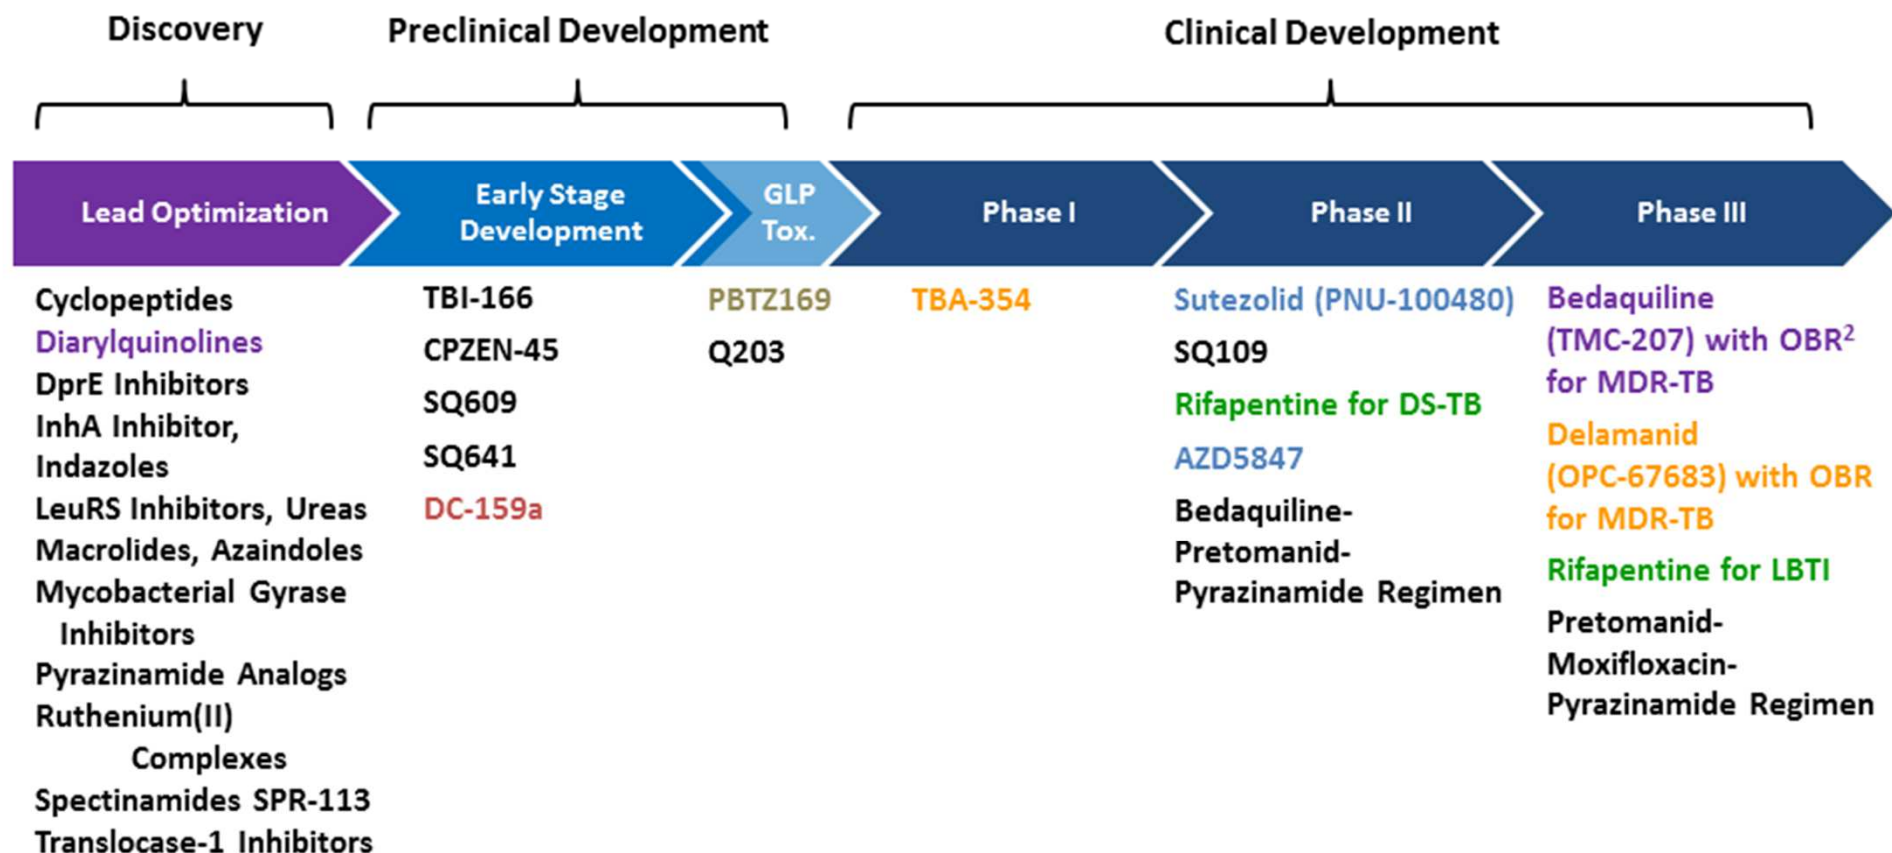 Discovery
Preclinical Development
Clinical Development
Lead Optimization
Early Stage
Development
GLP
Tox.
Phase I
Phase II
Phase III
Cyclopeptides
Diarylquinolines
DprE Inhibitors
InhA Inhibitor,
Indazoles
LeuRS Inhibitors, Ureas
Macrolides, Azaindoles
Mycobacterial Gyrase
Inhibitors
Pyrazinamide Analogs
Ruthenium(II)
Complexes
Spectinamides SPR-113
Translocase-1 Inhibitors
TBI-166
CPZEN-45
SQ609
SQ641
DC-159a
PBTZ169
Q203
TBA-354
Sutezolid (PNU-100480)
SQ109
Rifapentine for DS-TB
AZD5847
Bedaquiline-
Pretomanid-
Pyrazinamide Regimen
Bedaquiline
(TMC-207) with OBR²
for MDR-TB
Delamanid
(OPC-67683) with OBR
for MDR-TB
Rifapentine for LBTI
Pretomanid-
Moxifloxacin-
Pyrazinamide Regimen